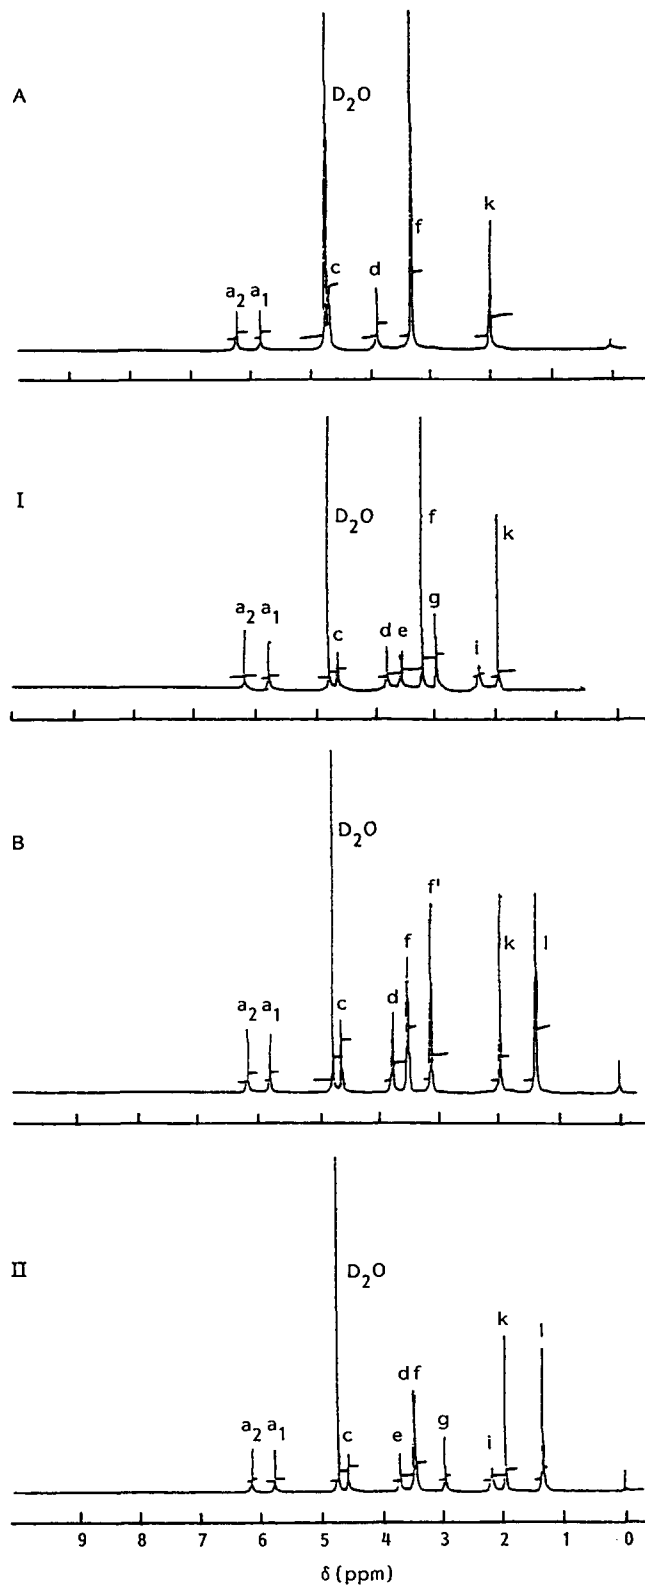 A
D₂O
a₂ a₁ c d f k
I
D₂O
a₂ a₁ c d e f g i k
B
D₂O
a₂ a₁ c d f f' k l
II
D₂O
a₂ a₁ c e d f g i k l
9 8 7 6 5 4 3 2 1 0
δ (ppm)